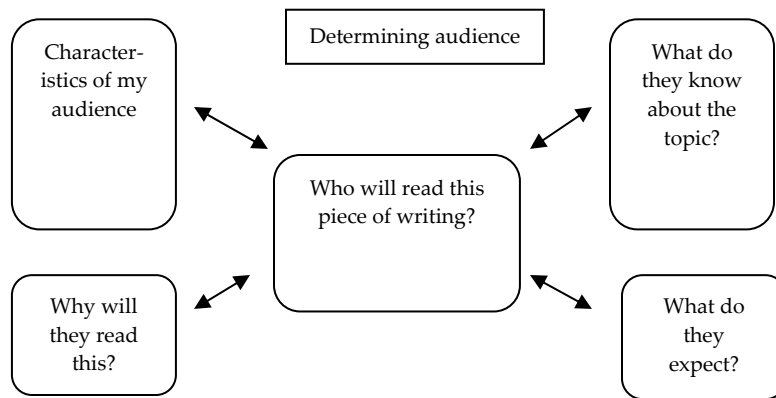 Determining audience
Character-
istics of my
audience
What do
they know
about the
topic?
Who will read this
piece of writing?
Why will
they read
this?
What do
they
expect?